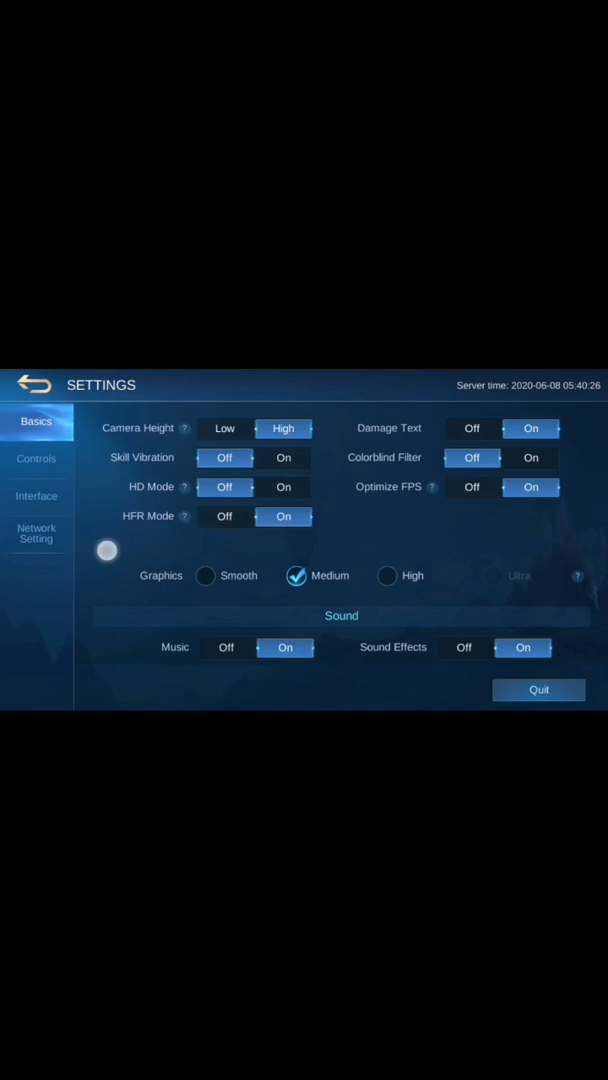 SETTINGS
Server time: 2020-06-08 05:40:26
Basics
Controls
Interface
Network
Setting
Camera Height ? Low High
Damage Text Off On
Skill Vibration Off On
Colorblind Filter Off On
HD Mode ? Off On
Optimize FPS ? Off On
HFR Mode ? Off On
Graphics Smooth Medium High Ultra ?
Sound
Music Off On
Sound Effects Off On
Quit